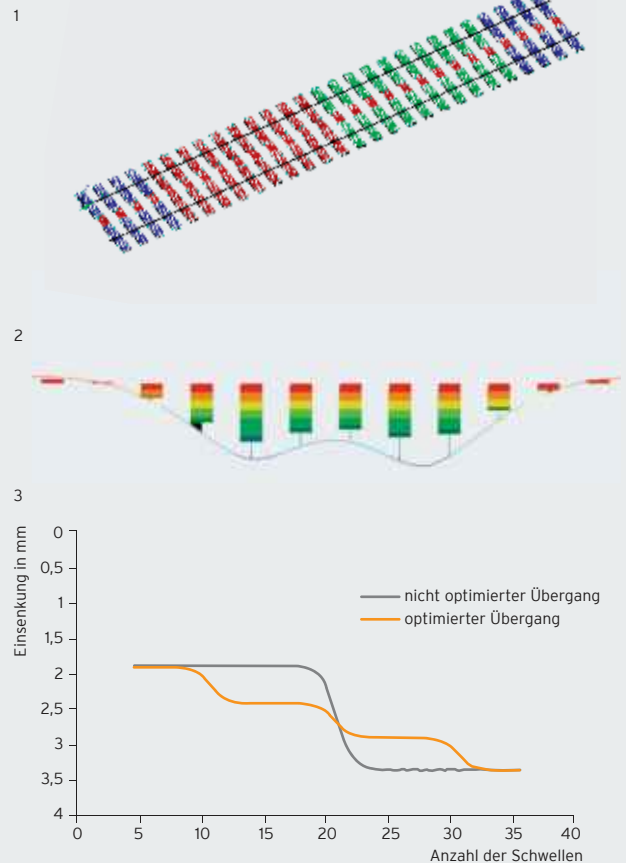 1
2
3
Einsenkung in mm
0
0,5
1
1,5
2
2,5
3
3,5
4
nicht optimierter Übergang
optimierter Übergang
0 5 10 15 20 25 30 35 40
Anzahl der Schwellen